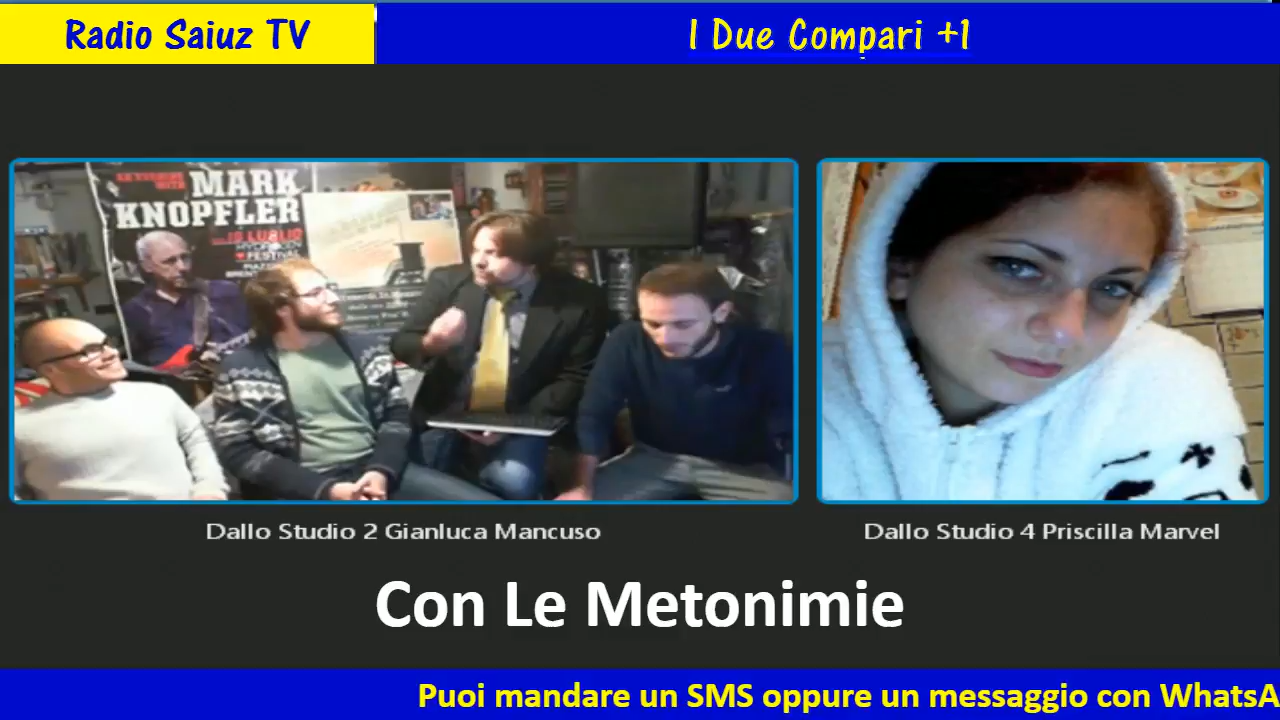 Radio Saiuz TV
I Due Compari +1
MARK
KNOPFLER
FESTIVAL
Dallo Studio 2 Gianluca Mancuso
Dallo Studio 4 Priscilla Marvel
Con Le Metonimie
Puoi mandare un SMS oppure un messaggio con WhatsA